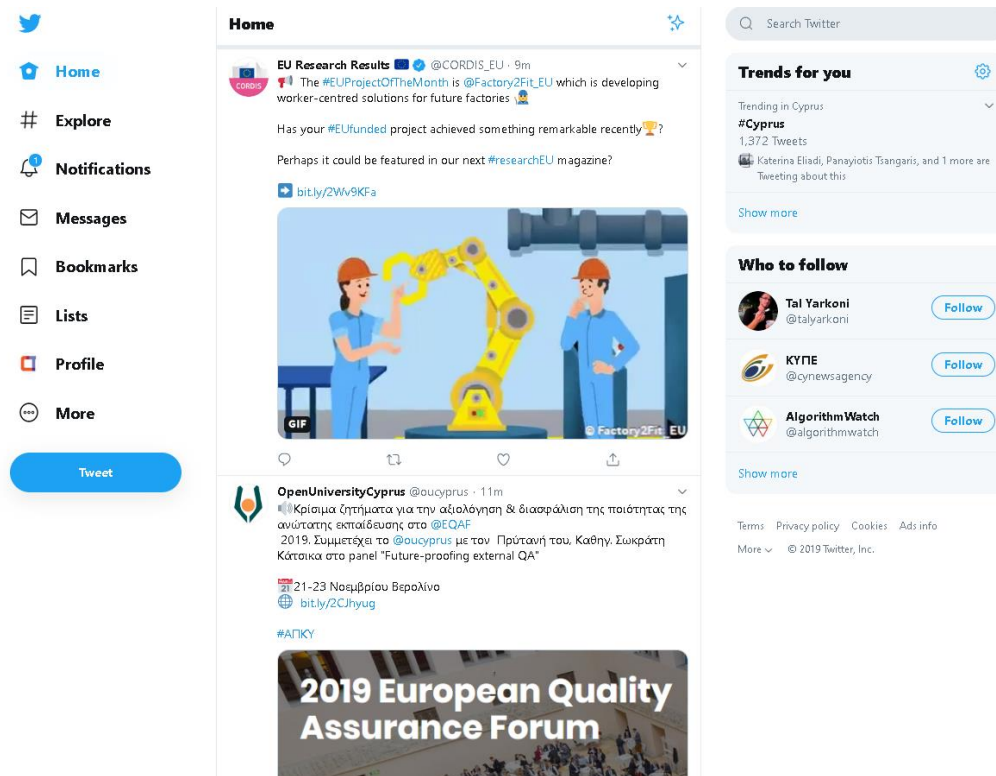 Home
Explore
1
Notifications
Messages
Bookmarks
Lists
Profile
More
Tweet
Home
CORDIS
EU Research Results @CORDIS_EU · 9m
The #EUProjectOfTheMonth is @Factory2Fit_EU which is developing
worker-centred solutions for future factories
Has your #EUfunded project achieved something remarkable recently?
Perhaps it could be featured in our next #researchEU magazine?
bit.ly/2Wv9KFa
GIF
© Factory2Fit_EU
OpenUniversityCyprus @oucyprus · 11m
Κρίσιμα ζητήματα για την αξιολόγηση & διασφάλιση της ποιότητας της
ανώτατης εκπαίδευσης στο @EQAF
2019. Συμμετέχει το @oucyprus με τον Πρύτανή του, Καθηγ. Σωκράτη
Κάτσικα στο panel "Future-proofing external QA"
21-23 Νοεμβρίου Βερολίνο
bit.ly/2CJhyug
#ΑΠΚΥ
2019 European Quality
Assurance Forum
Search Twitter
Trends for you
Trending in Cyprus
#Cyprus
1,372 Tweets
Katerina Eliadi, Panayiotis Tsangaris, and 1 more are
Tweeting about this
Show more
Who to follow
Tal Yarkoni
@talyarkoni
Follow
ΚΥΠΕ
@cynewsagency
Follow
AlgorithmWatch
@algorithmwatch
Follow
Show more
Terms Privacy policy Cookies Ads info
More © 2019 Twitter, Inc.